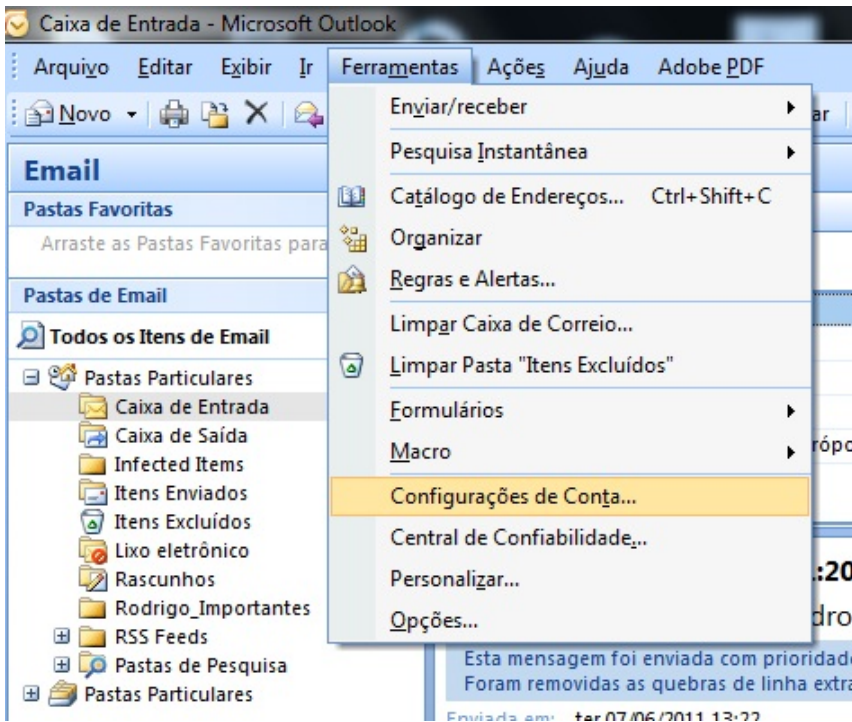 Caixa de Entrada - Microsoft Outlook
Arquivo Editar Exibir Ir Ferramentas Ações Ajuda Adobe PDF
Novo
Email
Pastas Favoritas
Arraste as Pastas Favoritas para
Pastas de Email
Todos os Itens de Email
Pastas Particulares
Caixa de Entrada
Caixa de Saída
Infected Items
Itens Enviados
Itens Excluídos
Lixo eletrônico
Rascunhos
Rodrigo_Importantes
RSS Feeds
Pastas de Pesquisa
Pastas Particulares
Enviar/receber
Pesquisa Instantânea
Catálogo de Endereços... Ctrl+Shift+C
Organizar
Regras e Alertas...
Limpar Caixa de Correio...
Limpar Pasta "Itens Excluídos"
Formulários
Macro
Configurações de Conta...
Central de Confiabilidade...
Personalizar...
Opções...
Esta mensagem foi enviada com prioridade
Foram removidas as quebras de linha extra
Enviada em: ter 07/06/2011 13:22